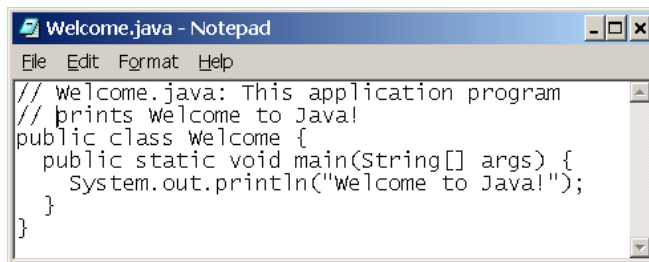 Welcome.java - Notepad
File Edit Format Help
// Welcome.java: This application program
// prints Welcome to Java!
public class Welcome {
  public static void main(String[] args) {
    System.out.println("Welcome to Java!");
  }
}